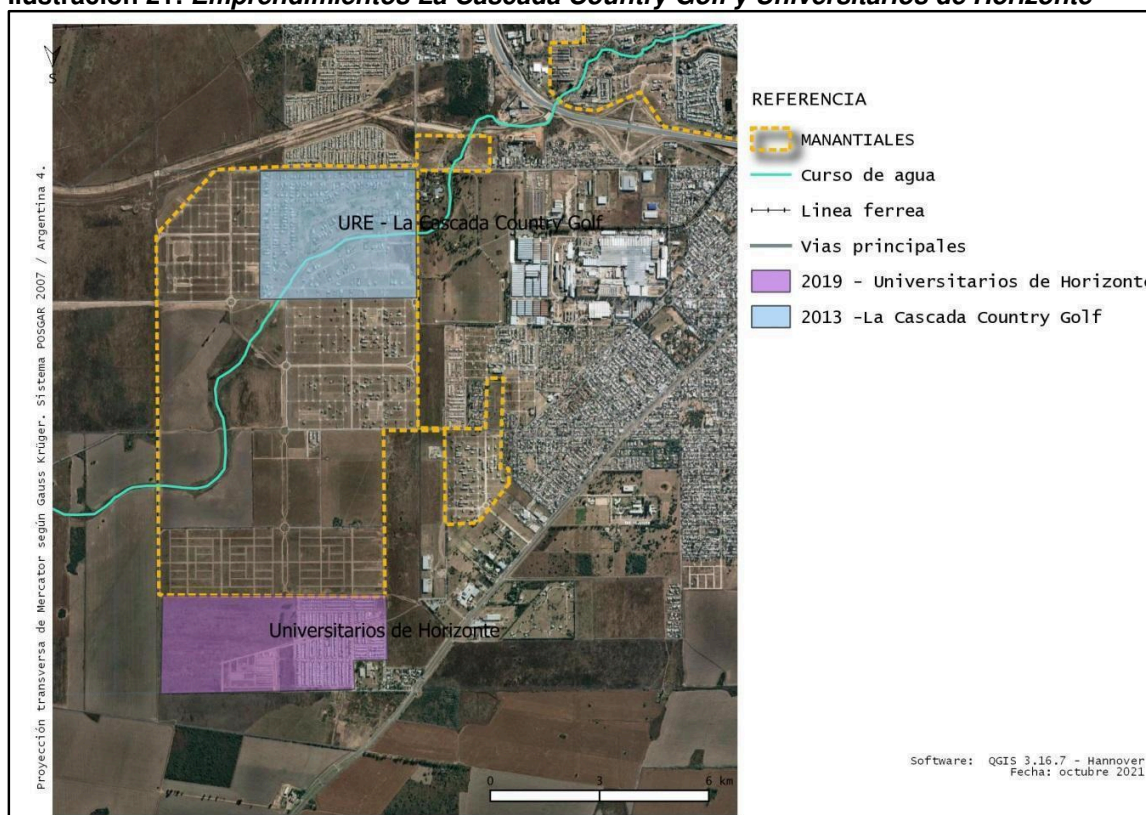 Ilustración 21: Emprendimientos La Cascada Country Golf y Universitarios de Horizonte
S
Proyección transversa de Mercator según Gauss Krüger. Sistema POSGAR 2007 / Argentina 4.
URE - La Cascada Country Golf
Universitarios de Horizonte
0 3 6 km
REFERENCIA
MANANTIALES
Curso de agua
Linea ferrea
Vias principales
2019 - Universitarios de Horizonte
2013 -La Cascada Country Golf
Software: QGIS 3.16.7 - Hannover
Fecha: octubre 2021